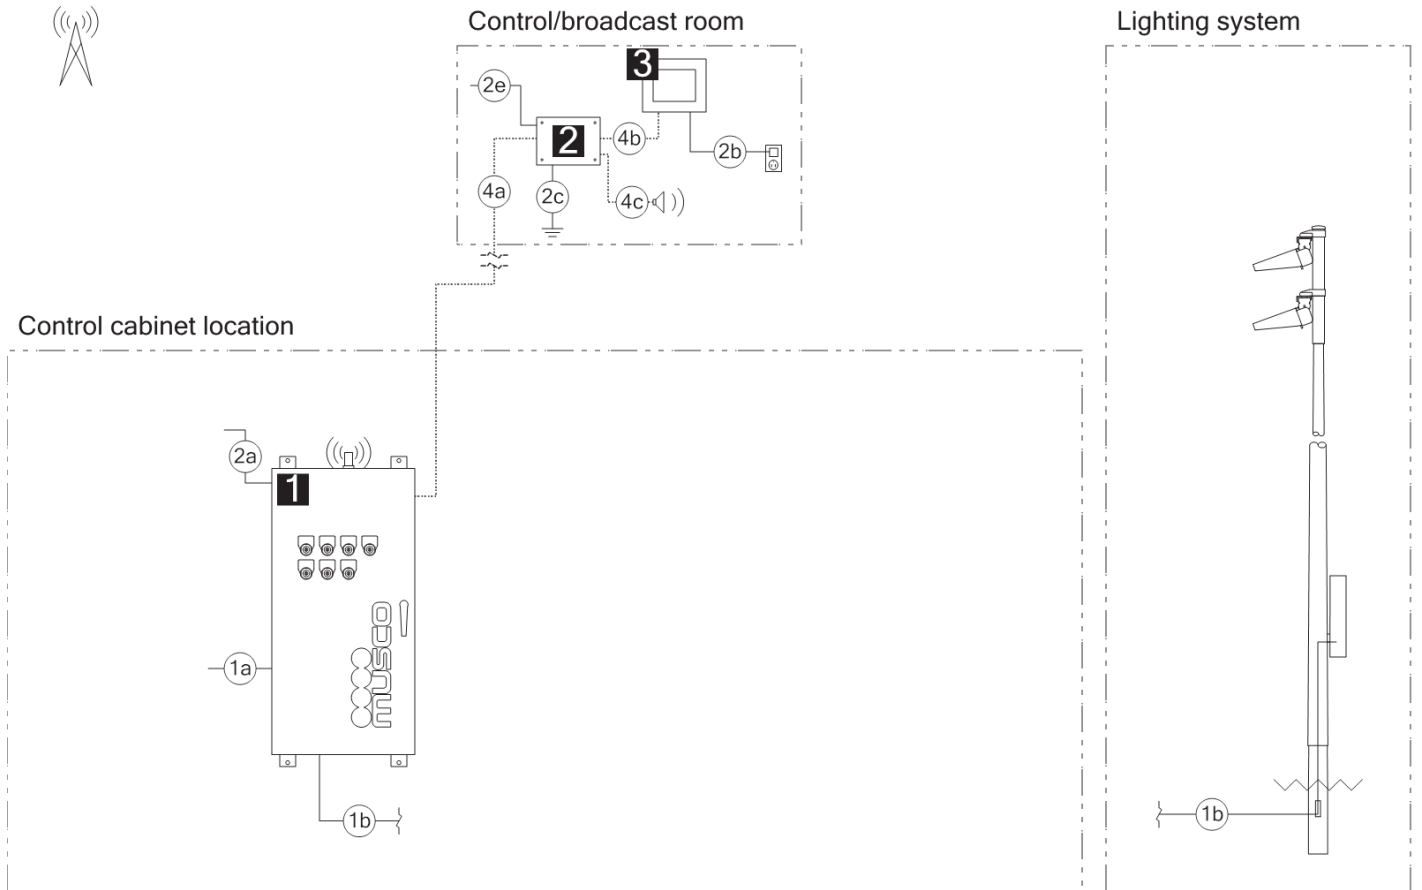 Control/broadcast room
Lighting system
3
2e
2
4b
2b
4a
2c
4c
Control cabinet location
2a
1
1a
musco
1b
1b